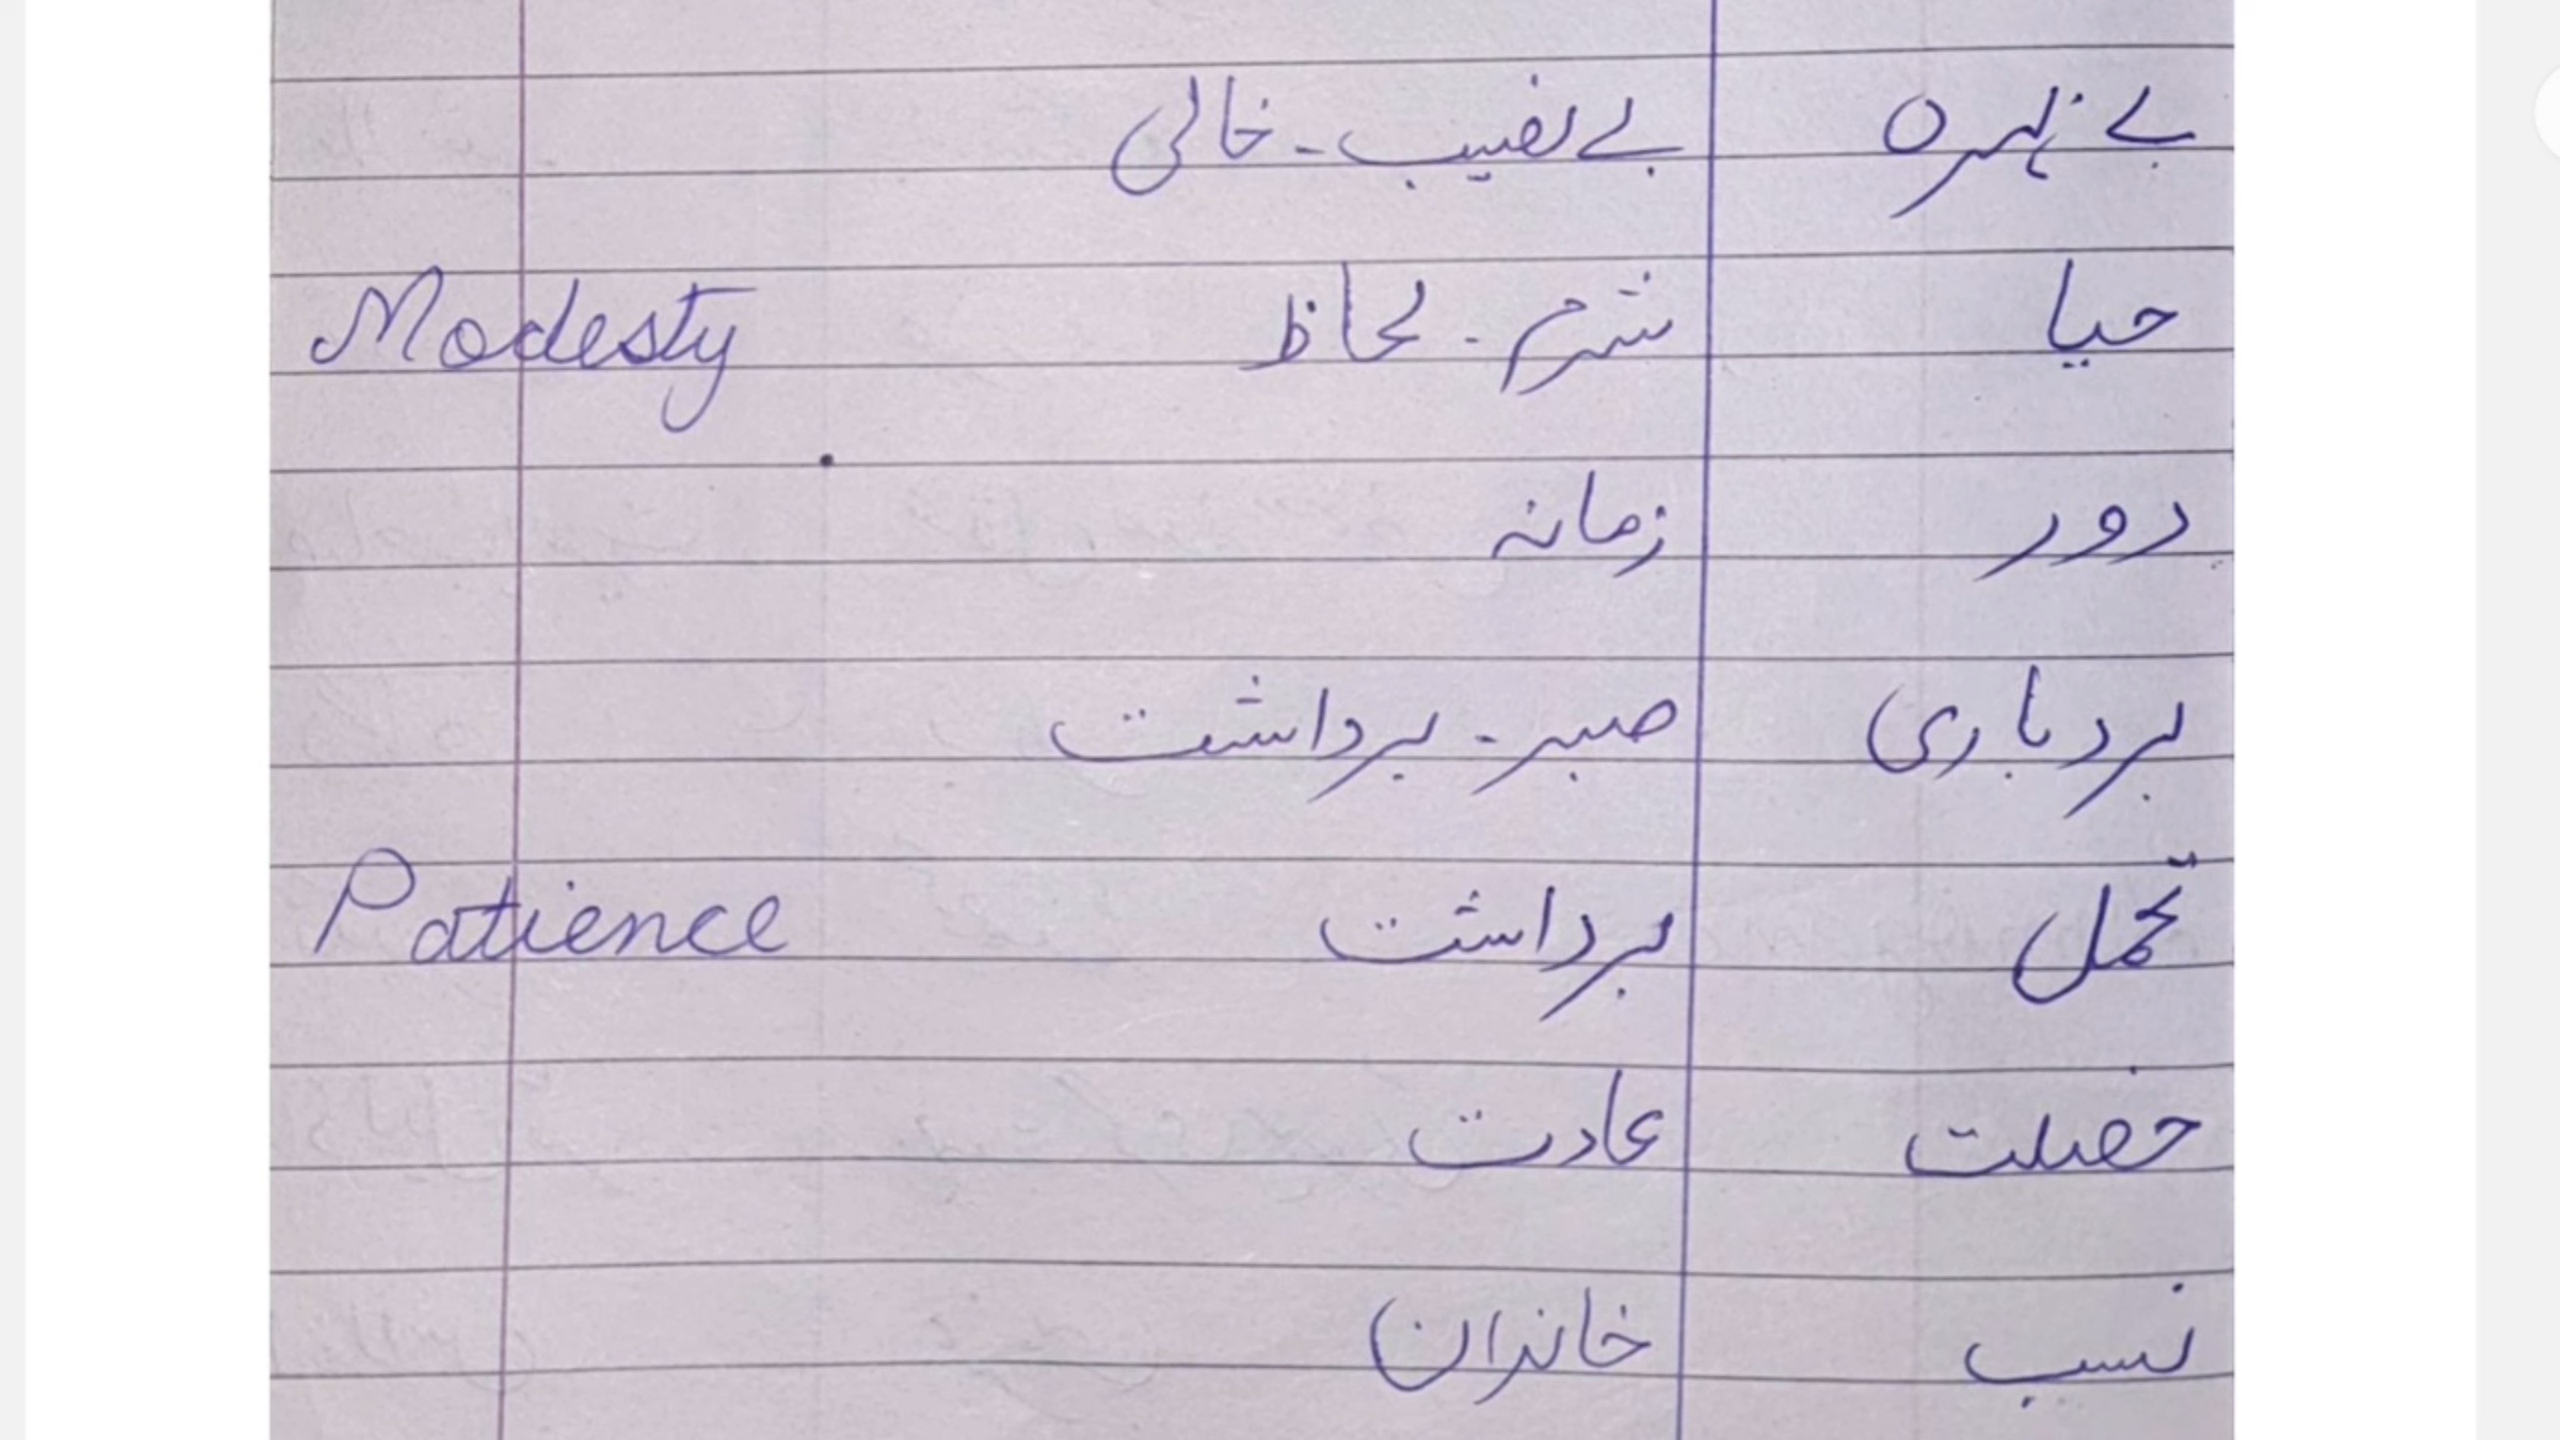 بے بہرہ بے نصیب - خالی
حیا شرم - لحاظ Modesty
دور زمانہ
بردباری صبر - برداشت
تحمل برداشت Patience
خصلت عادت
نسب خاندان